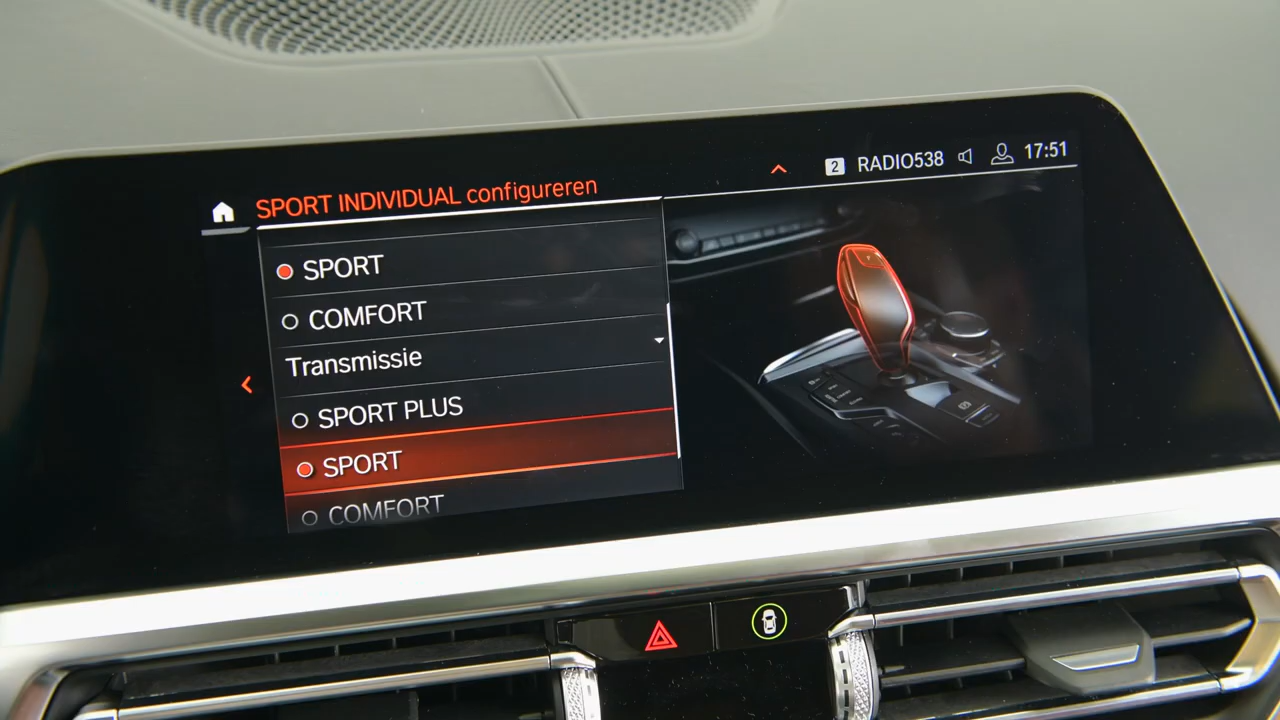 2 RADIO538 17:51
SPORT INDIVIDUAL configureren
SPORT
COMFORT
Transmissie
SPORT PLUS
SPORT
COMFORT